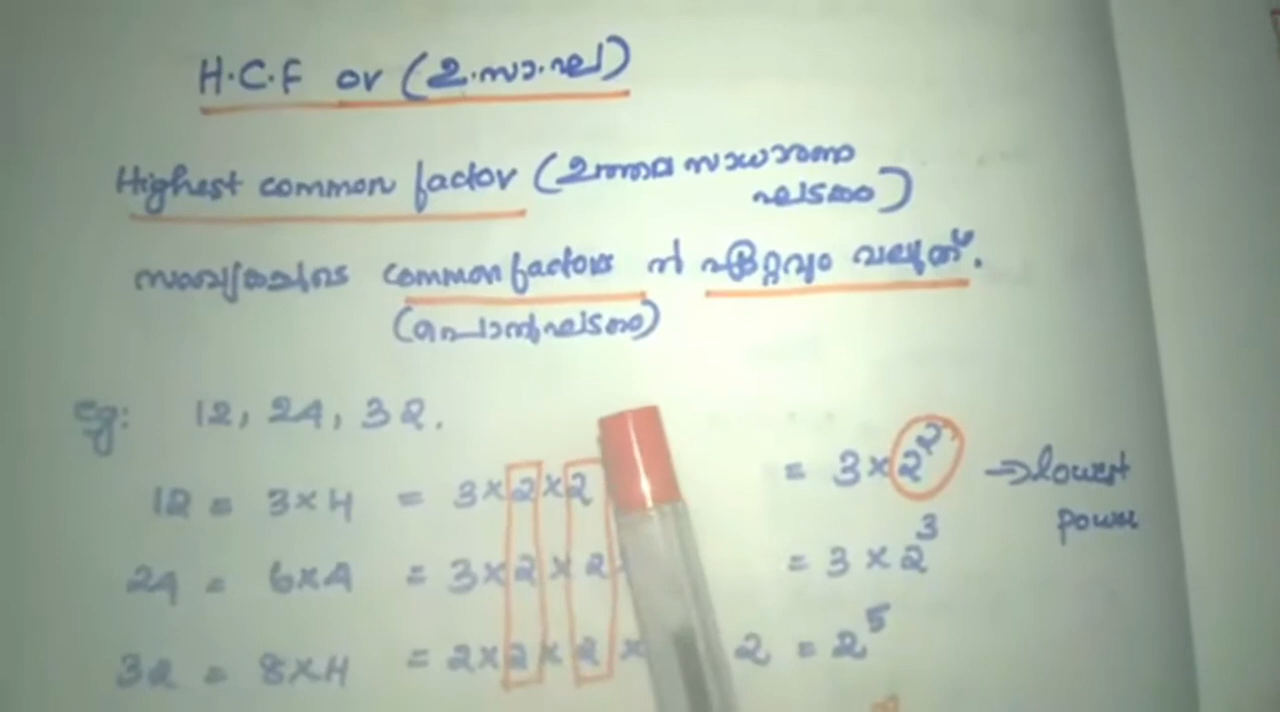 H.C.F or (ഉ.സാ.ഘ)
Highest common factor (ഉത്തമ സാധാരണ
ഘടകം)
സംഖ്യകളുടെ common factors ൽ ഏറ്റവും വലുത്.
(പൊതുഘടകം)
Eg: 12, 24, 32.
12 = 3×4 = 3×2×2 = 3×2² → lowest
power
24 = 6×4 = 3×2×2 = 3×2³
32 = 8×4 = 2×2×2× 2 = 2⁵